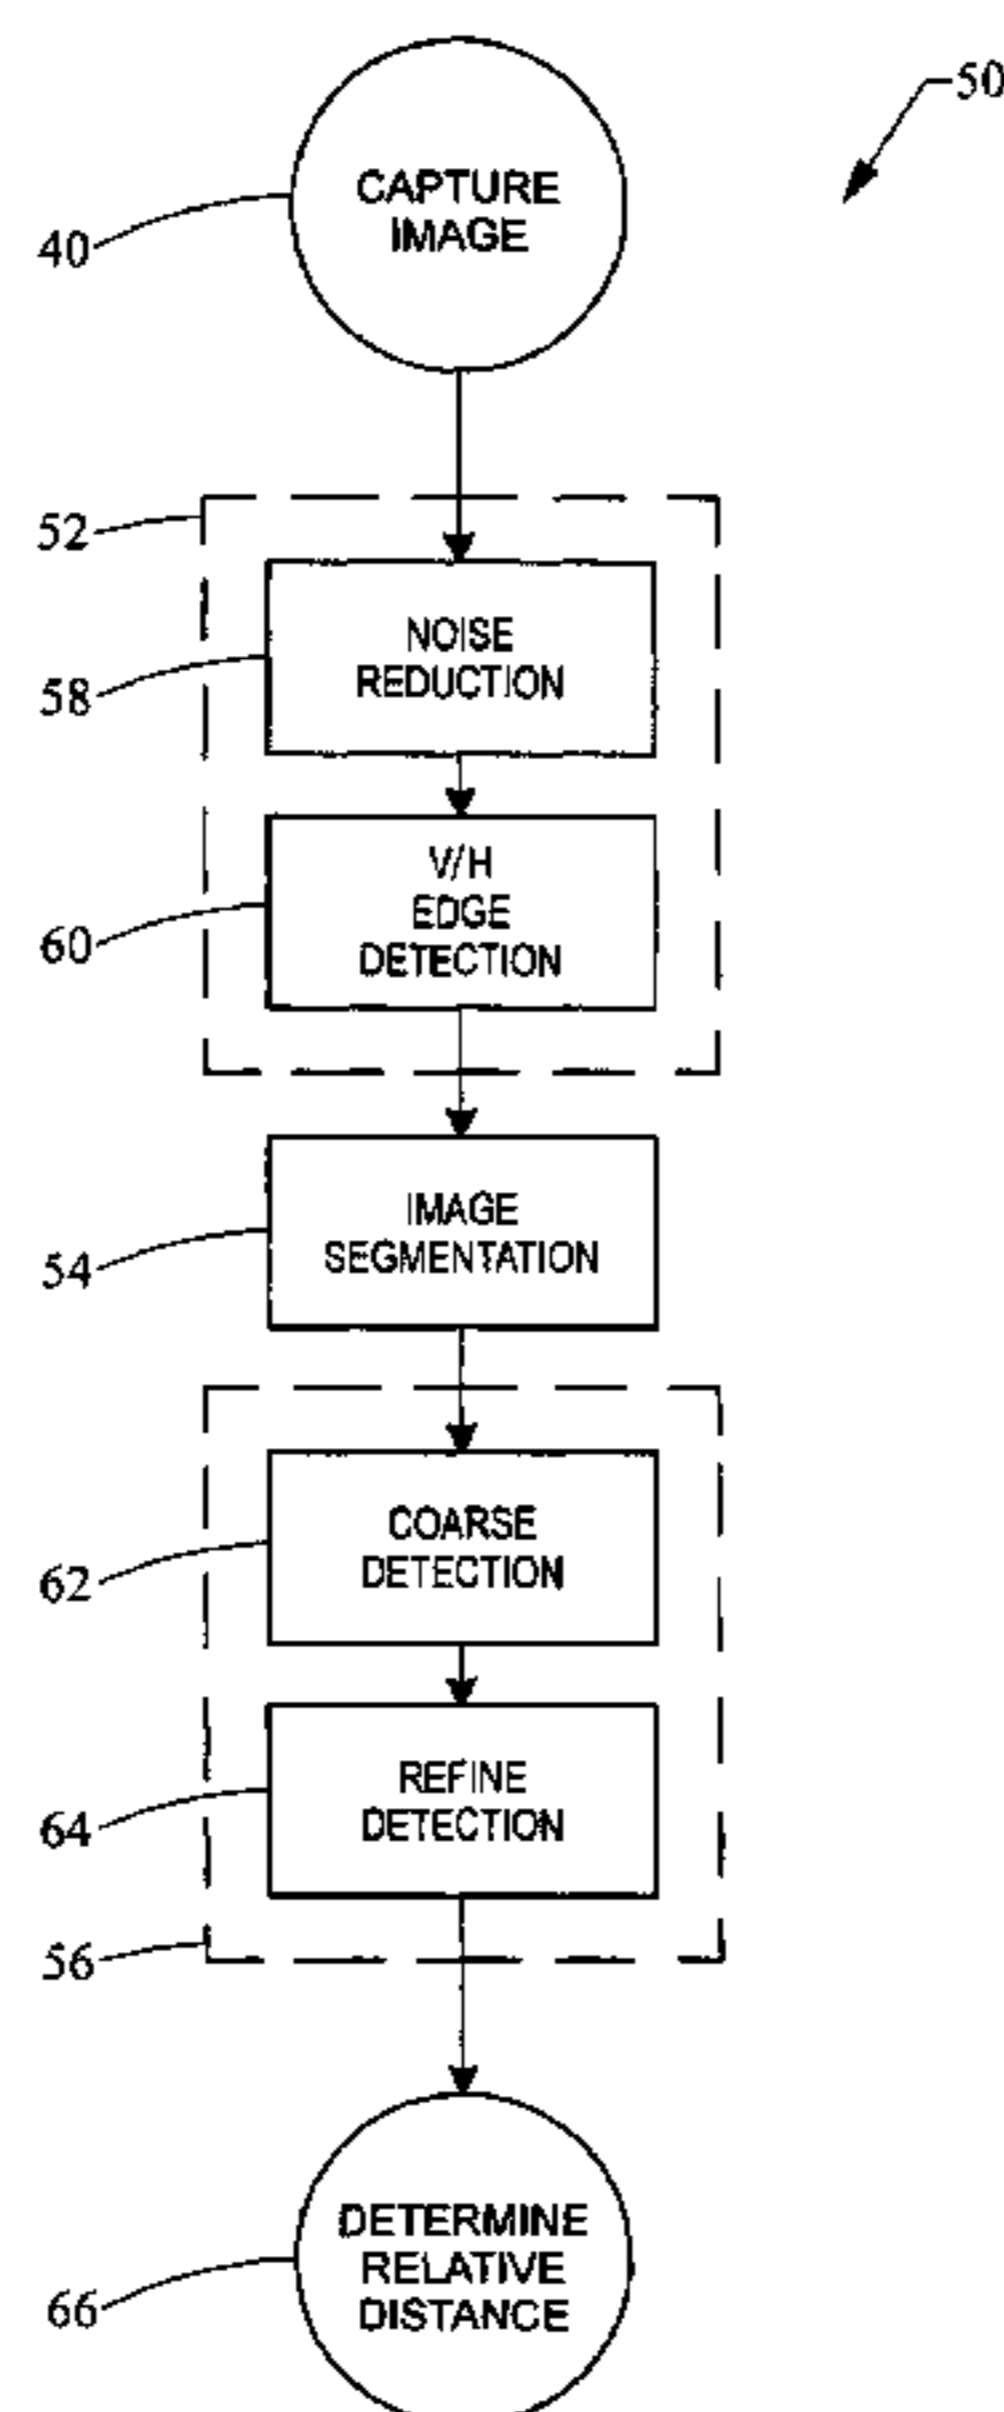 50
CAPTURE
IMAGE
40
52
NOISE
REDUCTION
58
V/H
EDGE
DETECTION
60
IMAGE
SEGMENTATION
54
COARSE
DETECTION
62
REFINE
DETECTION
64
56
DETERMINE
RELATIVE
DISTANCE
66